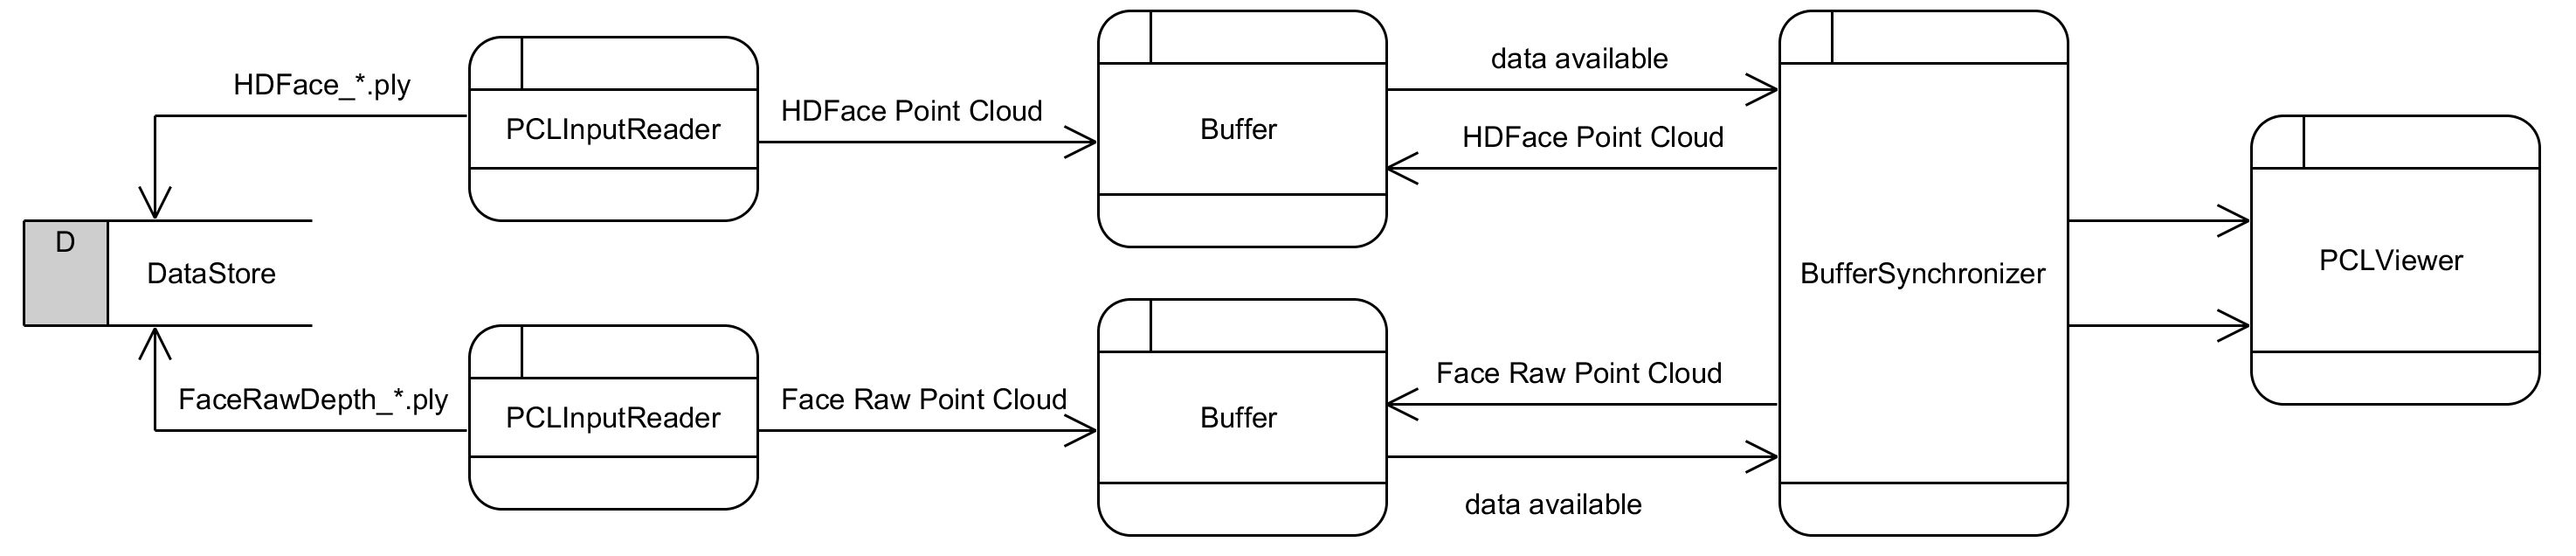 HDFace_*.ply
PCLInputReader
HDFace Point Cloud
Buffer
data available
HDFace Point Cloud
D
DataStore
BufferSynchronizer
PCLViewer
FaceRawDepth_*.ply
PCLInputReader
Face Raw Point Cloud
Buffer
Face Raw Point Cloud
data available